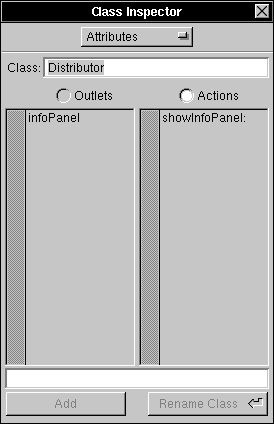 Class Inspector
Attributes
Class: Distributor
Outlets Actions
infoPanel showInfoPanel:
Add Rename Class